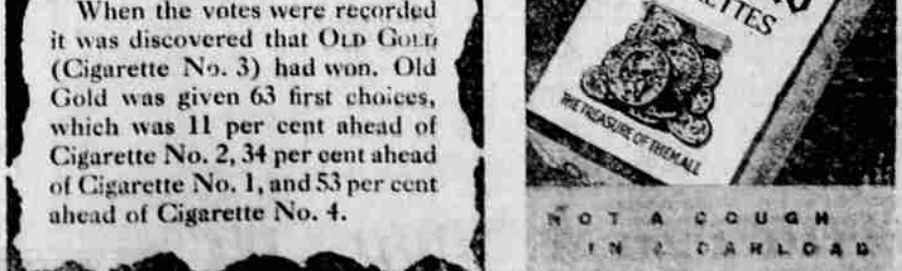 When the votes were recorded
it was discovered that OLD GOLD
(Cigarette No. 3) had won. Old
Gold was given 63 first choices,
which was 11 per cent ahead of
Cigarette No. 2, 34 per cent ahead
of Cigarette No. 1, and 53 per cent
ahead of Cigarette No. 4.
THE TREASURE OF THEM ALL
NOT A COUGH
IN A CARLOAD